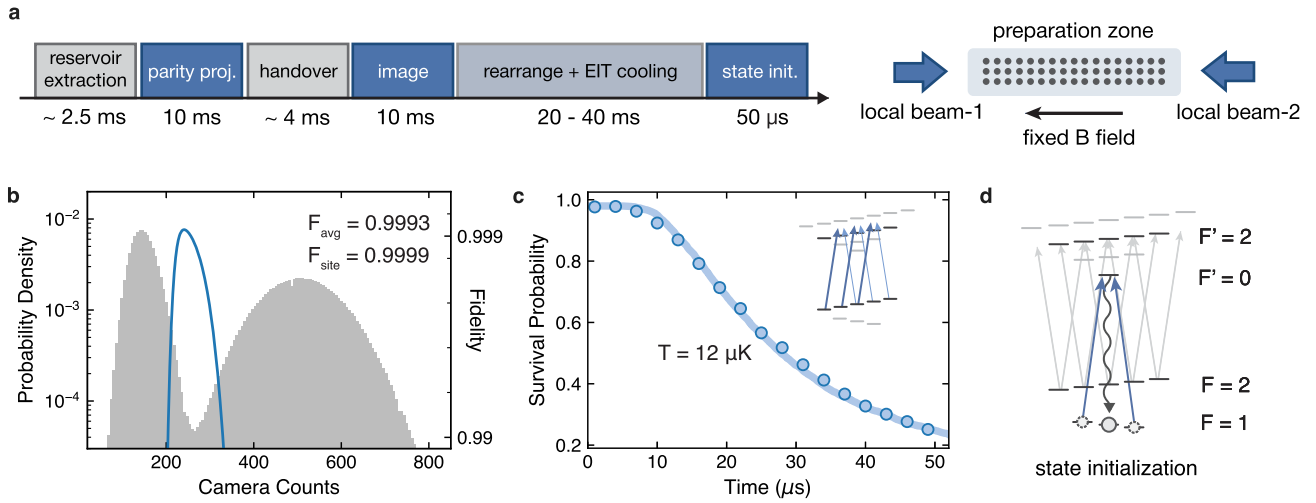 a
reservoir
extraction
parity proj.
handover
image
rearrange + EIT cooling
state init.
~ 2.5 ms
10 ms
~ 4 ms
10 ms
20 - 40 ms
50 µs
preparation zone
local beam-1
local beam-2
fixed B field
b
Probability Density
10⁻²
10⁻³
10⁻⁴
F_avg = 0.9993
F_site = 0.9999
0.999
0.99
Fidelity
200
400
600
800
Camera Counts
c
Survival Probability
1.0
0.8
0.6
0.4
0.2
T = 12 µK
0
10
20
30
40
50
Time (µs)
d
F' = 2
F' = 0
F = 2
F = 1
state initialization